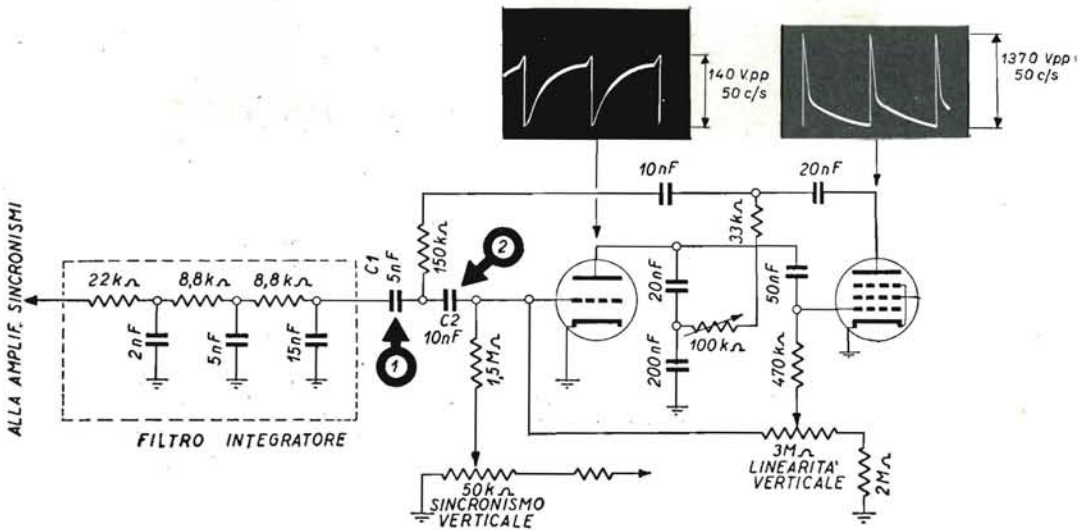 140 Vpp
50 c/s
1370 Vpp
50 c/s
10nF
20nF
ALLA AMPLIF. SINCRONISMI
22kΩ
8,8kΩ
8,8kΩ
2nF
5nF
15nF
FILTRO INTEGRATORE
C1
5nF
1
150kΩ
2
C2
10nF
1,5MΩ
50kΩ
SINCRONISMO
VERTICALE
20nF
200nF
33kΩ
100kΩ
50nF
470kΩ
3MΩ
LINEARITA'
VERTICALE
2MΩ